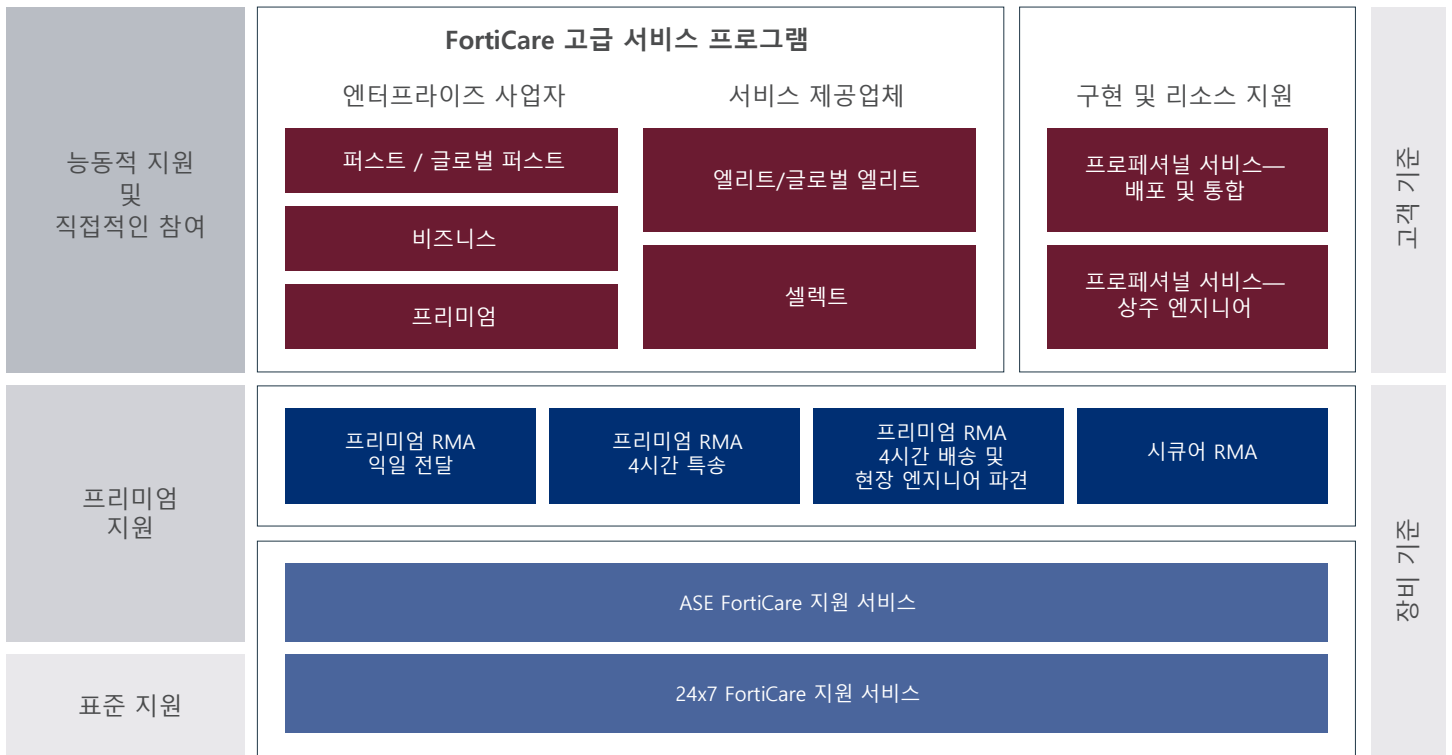 능동적 지원
및
직접적인 참여
FortiCare 고급 서비스 프로그램
엔터프라이즈 사업자
퍼스트 / 글로벌 퍼스트
비즈니스
프리미엄
서비스 제공업체
엘리트/글로벌 엘리트
셀렉트
구현 및 리소스 지원
프로페셔널 서비스—
배포 및 통합
프로페셔널 서비스—
상주 엔지니어
고객 기준
프리미엄
지원
프리미엄 RMA
익일 전달
프리미엄 RMA
4시간 특송
프리미엄 RMA
4시간 배송 및
현장 엔지니어 파견
시큐어 RMA
ASE FortiCare 지원 서비스
장비 기준
표준 지원
24x7 FortiCare 지원 서비스